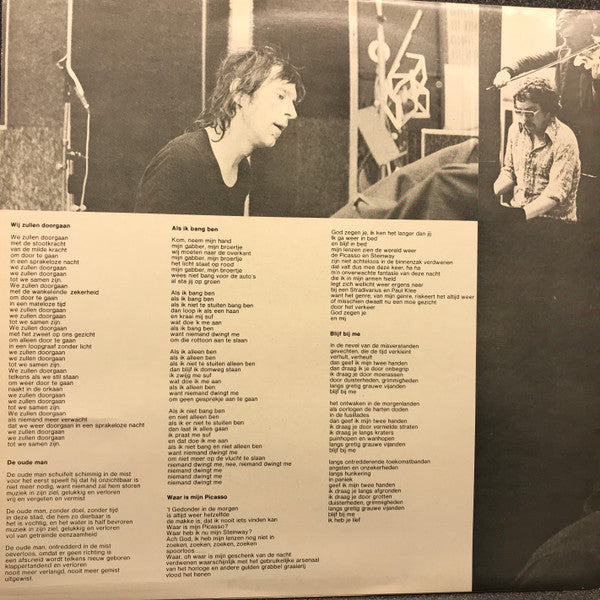 Wij zullen doorgaan
We zullen doorgaan
met de stootkracht
van de milde kracht
om door te gaan
in een sprakeloze nacht
we zullen doorgaan
we zullen doorgaan
tot we samen zijn.
We zullen doorgaan
met de wankelende zekerheid
om door te gaan
in een mateloze tijd
we zullen doorgaan
we zullen doorgaan
tot we samen zijn
We zullen doorgaan
met het zweet op ons gezicht
om alleen door te gaan
in een loopgraaf zonder licht
we zullen doorgaan
we zullen doorgaan
tot we samen zijn.
We zullen doorgaan
telkens als we stil staan
om weer door te gaan
naakt in de orkaan
we zullen doorgaan
we zullen doorgaan
tot we samen zijn.
We zullen doorgaan
als niemand meer verwacht
dat we weer doorgaan in een sprakeloze nacht
we zullen doorgaan
we zullen doorgaan
tot we samen zijn.
De oude man
De oude man schuifelt schimmig in de mist
voor het eerst speelt hij dat hij onzichtbaar is
niet meer nodig, want niemand zal hem storen
muziek in zijn ziel, gelukkig en verloren
vrij en vergeten en vermist
De oude man, zonder doel, zonder tijd
in deze stad, die hem zo dierbaar is
het is vochtig, en het water is half bevroren
muziek in zijn ziel, gelukkig en verloren
vol van getrainde eenzaamheid
De oude man, ontredderd in de mist
oeverloos, omdat er geen richting is
een afscheid wordt telkens nieuw geboren
klappertandend en verloren
nooit meer verlangd, nooit meer gemist
uitgewist.
Als ik bang ben
Kom, neem mijn hand
mijn gabber, mijn broertje
wij moeten naar de overkant
mijn gabber, mijn broertje
het licht staat op rood
mijn gabber, mijn broertje
wees niet bang voor de auto's
al ete jij op groen
Als ik bang ben
als ik bang ben
als ik niet te stuiten bang ben
dan loop ik als een haan
en kraai mij suf
wat doe ik me aan
als ik bang ben
want niemand dwingt me
om die rottoon aan te slaan
Als ik alleen ben
als ik alleen ben
als ik niet te stuiten alleen ben
dan blijf ik domweg staan
ik zwijg me suf
wat doe ik me aan
als ik alleen ben
want niemand dwingt me
om geen gesprekje aan te gaan
Als ik niet bang ben
en niet alleen ben
als ik er niet te stuiten ben
dan laat ik alles gaan
ik praat me suf
en dat doe ik me aan
als ik niet bang en niet alleen ben
want niemand dwingt me
om niet meer op de vlucht te slaan
niemand dwingt me, nee, niemand dwingt me
niemand dwingt me
niemand dwingt me
Waar is mijn Picasso
't Gedonder in de morgen
is altijd weer hetzelfde
de makke is, dat ik nooit iets vinden kan
Waar is mijn Picasso?
Waar heb ik nu mijn Steinway?
Ach God, ik heb mijn lenzen nog niet in
zoeken, zoeken, zoeken, zoeken
spoorloos.....
Waar, oh waar is mijn geschenk van de nacht
verdwenen waarschijnlijk met het gebruikelijke arsenaal
van het horloge en andere gulden grabbel graaierij
vlood het henen
God zegen je, ik ken het langer dan jij
Ik ga weer in bed
en blijf in bed
mijn lenzen zien de wereld weer
de Picasso en Steinway
zijn niet achteloos in de binnenzak verdwenen
dat valt dus mee deze keer, ha ha
m'n onverwachte fantasie van deze nacht
die ik in mijn armen hield
legt zich wellicht weer ergens neer
bij een Stradivarius en Paul Klee
want het genre, van mijn genre, riskeert het altijd weer
of misschien dwaalt nu een moe gezicht
door het verkeer
God zegen je
en mij
Blijf bij me
In de nevel van de misverstanden
gevechten, die de tijd verkleint
verhult, verheult
dan geef ik mijn twee handen
dan draag ik je door onbegrip
ik draag je door moerassen
door duisterheden, grimmigheden
langs gretig grauwe vijanden
blijf bij me
het ontwaken in de morgenlanden
als oorlogen de harten doden
in de fusillades
dan geef ik mijn twee handen
ik draag je door vernielde straten
ik draag je langs kraters
puinhopen en wanhopen
langs gretig grauwe vijanden
blijf bij me
langs ontredderende toekomstbanden
angsten en onzekerheden
langs hunkering
in paniek
geef ik mijn twee handen
ik draag je langs afgronden
ik draag je door grotten
duisterheden, grimmigheden
langs gretig grauwe vijanden
blijf bij me
ik heb je lief